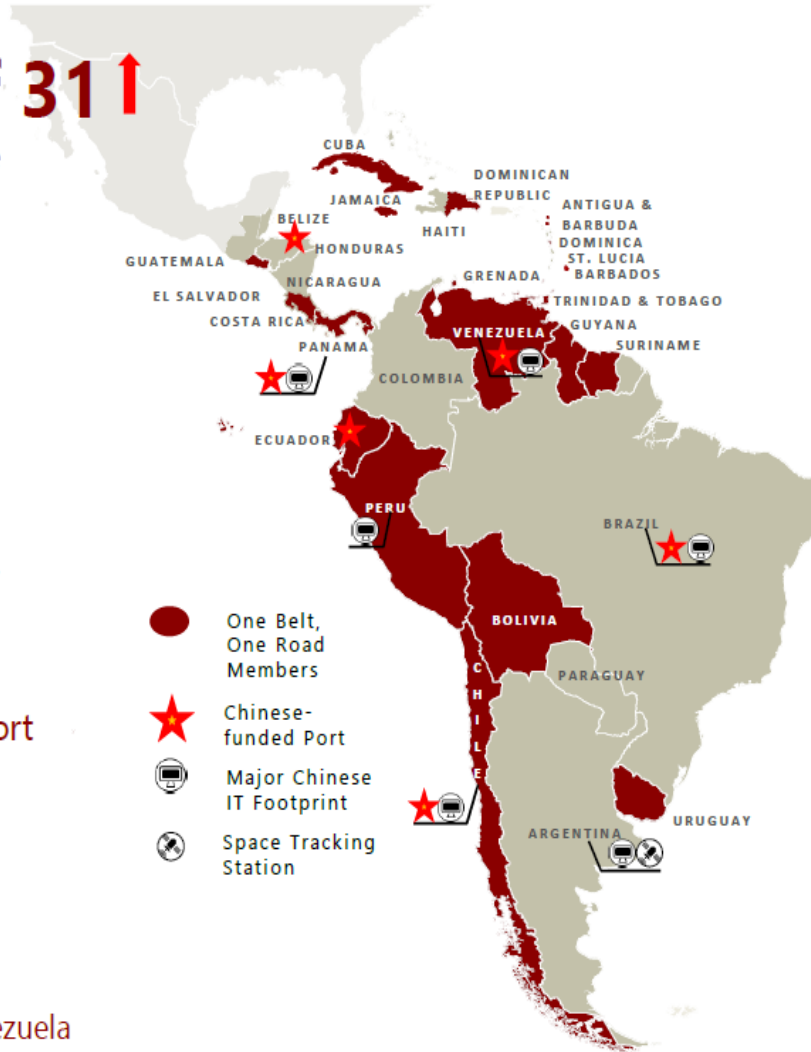 31
CUBA
DOMINICAN
REPUBLIC
JAMAICA
HAITI
ANTIGUA &
BARBUDA
DOMINICA
ST. LUCIA
BARBADOS
BELIZE
HONDURAS
GUATEMALA
NICARAGUA
GRENADA
EL SALVADOR
TRINIDAD & TOBAGO
COSTA RICA
VENEZUELA
GUYANA
PANAMA
SURINAME
COLOMBIA
ECUADOR
PERU
BRAZIL
BOLIVIA
PARAGUAY
CHILE
URUGUAY
ARGENTINA
One Belt,
One Road
Members
Chinese-
funded Port
Major Chinese
IT Footprint
Space Tracking
Station
ort
ezuela